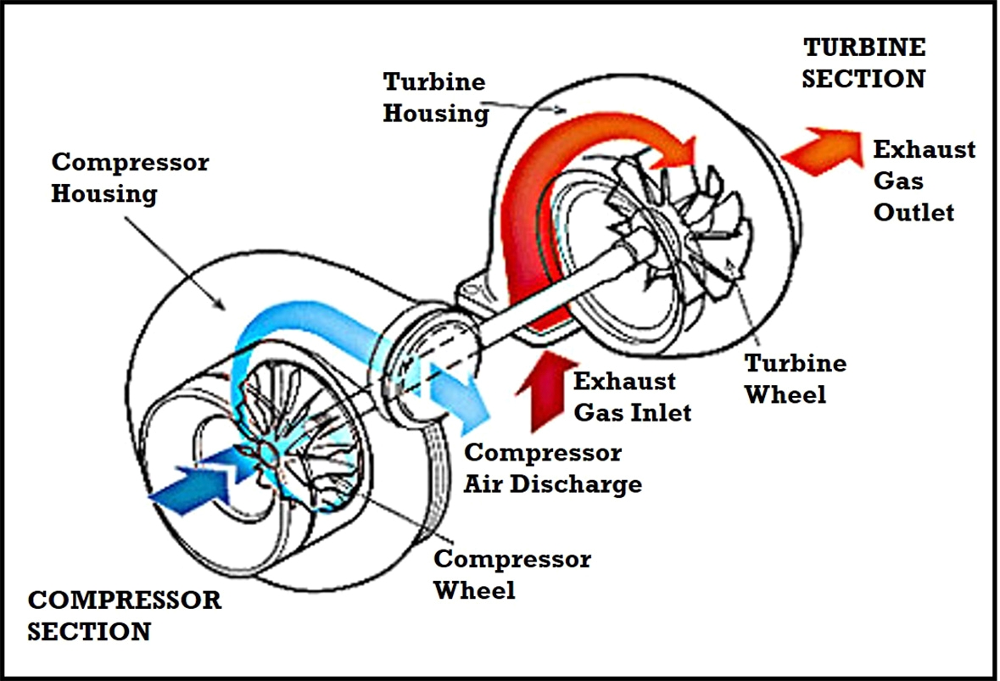 TURBINE
SECTION
Turbine
Housing
Exhaust
Gas
Outlet
Compressor
Housing
Turbine
Wheel
Exhaust
Gas Inlet
Compressor
Air Discharge
Compressor
Wheel
COMPRESSOR
SECTION